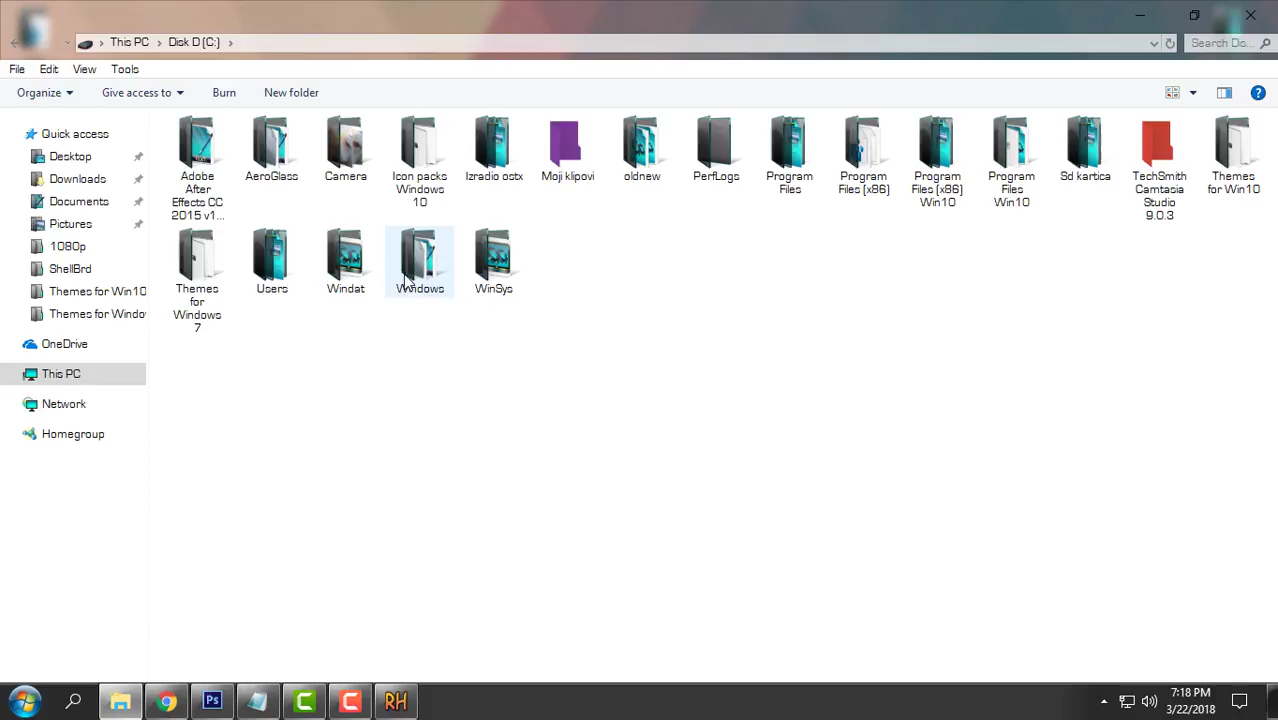 This PC
Disk D (C:)
Search Dis...
File
Edit
View
Tools
Organize
Give access to
Burn
New folder
Quick access
Desktop
Downloads
Documents
Pictures
1080p
ShellBrd
Themes for Win10
Themes for Windo
OneDrive
This PC
Network
Homegroup
Adobe
After
Effects CC
2015 v1...
AeroGlass
Camera
Icon packs
Windows
10
Izradio ostx
Moji klipovi
oldnew
PerfLogs
Program
Files
Program
Files (x86)
Program
Files (x86)
Win10
Program
Files
Win10
Sd kartica
TechSmith
Camtasia
Studio
9.0.3
Themes
for Win10
Themes
for
Windows
7
Users
Windat
Windows
WinSys
Ps
RH
7:18 PM
3/22/2018